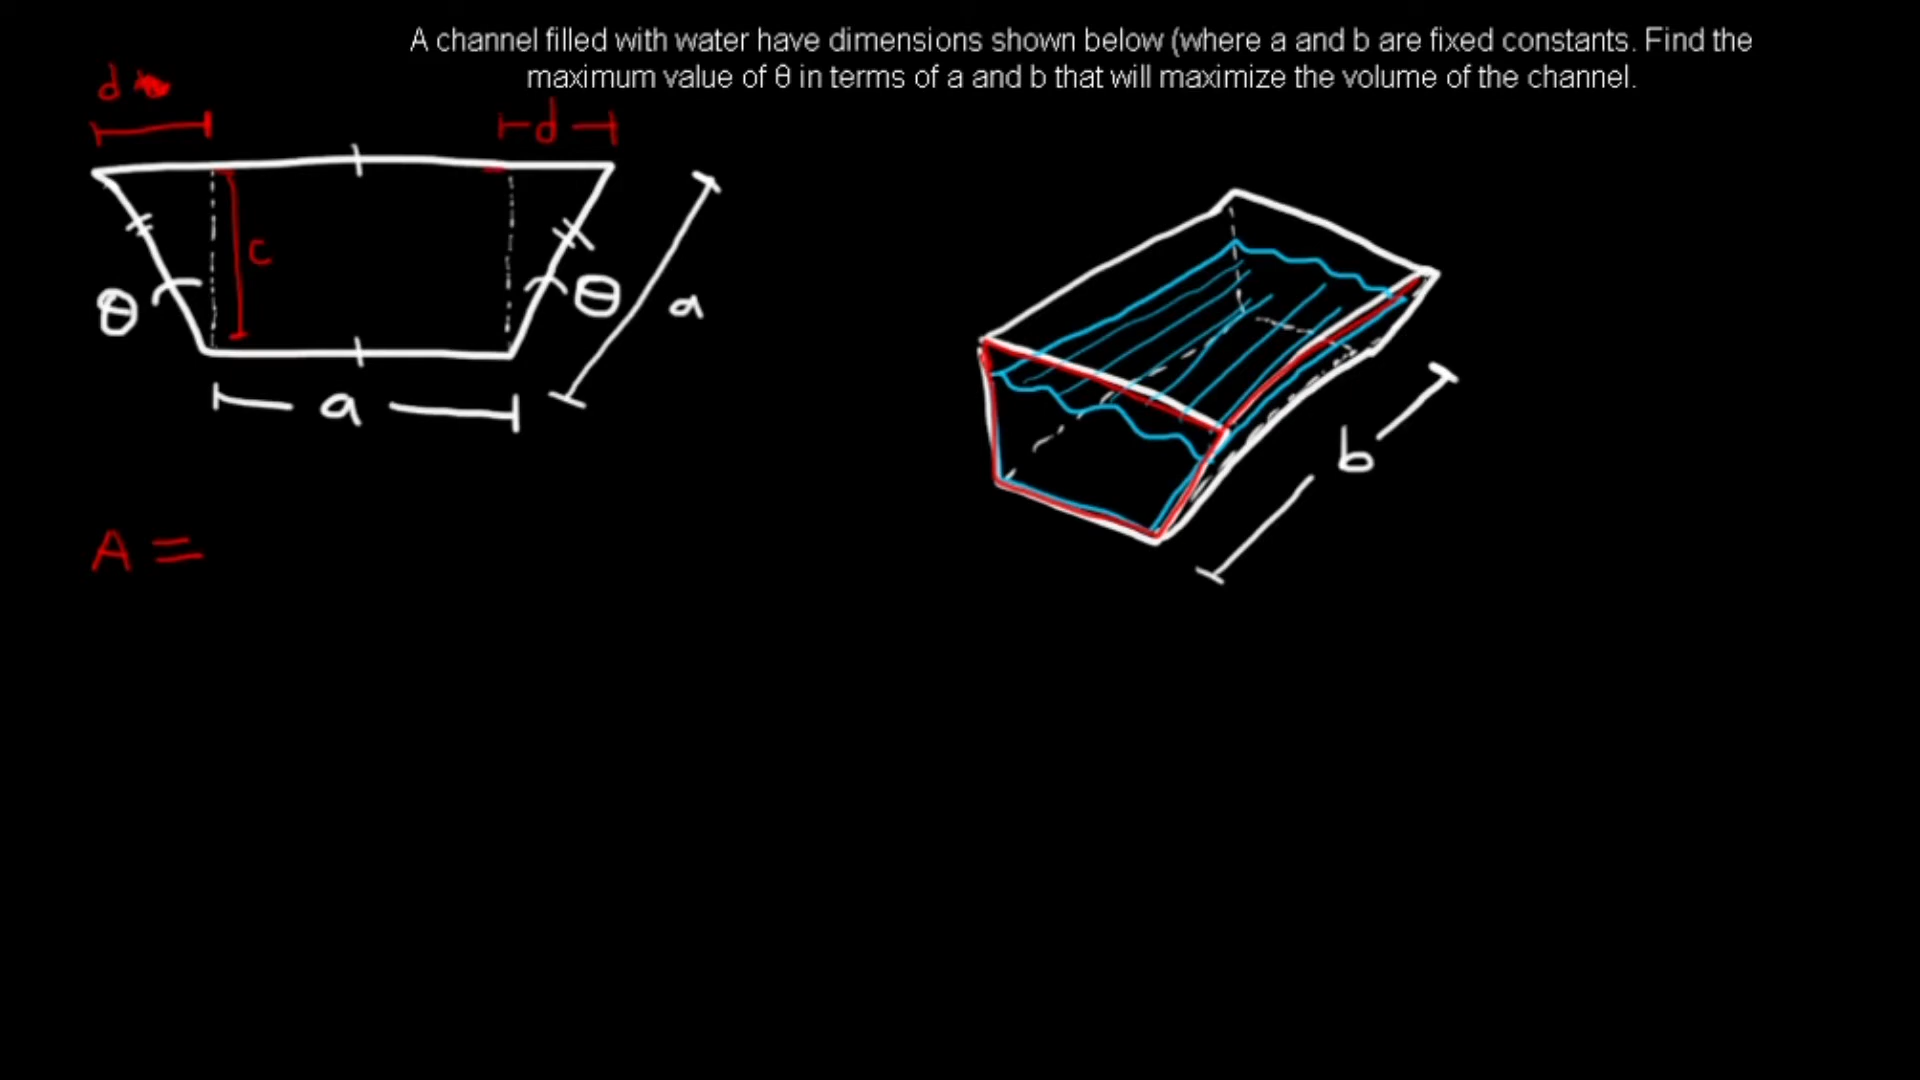 A channel filled with water have dimensions shown below (where a and b are fixed constants. Find the
maximum value of θ in terms of a and b that will maximize the volume of the channel.
d
d
c
θ
θ
a
a
b
A =